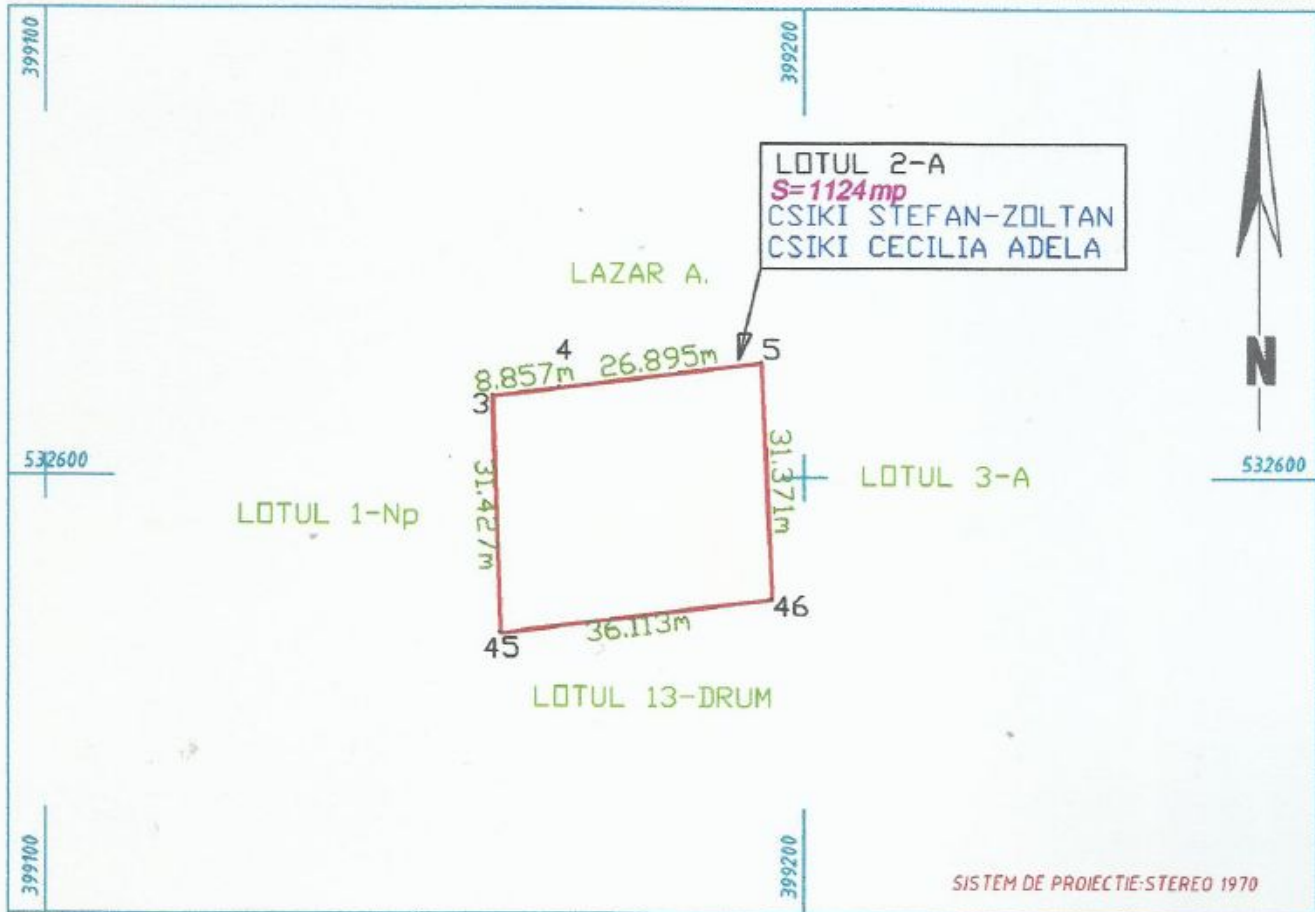 399100
399200
LOTUL 2-A
S=1124mp
CSIKI STEFAN-ZOLTAN
CSIKI CECILIA ADELA
LAZAR A.
4
5
8.857m
26.895m
3
N
532600
31.427m
31.371m
LOTUL 3-A
532600
LOTUL 1-Np
46
45
36.113m
LOTUL 13-DRUM
399100
399200
SISTEM DE PROIECTIE:STEREO 1970